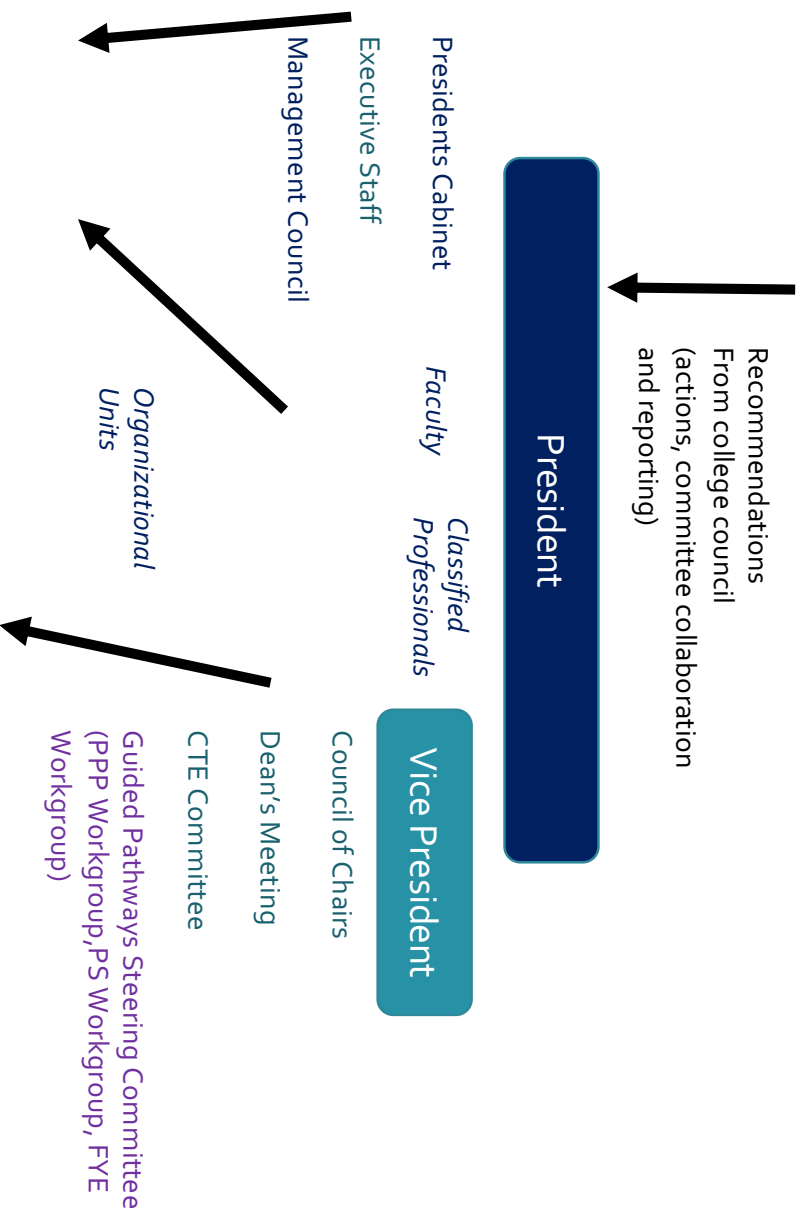 Recommendations
From college council
(actions, committee collaboration
and reporting)
President
Presidents Cabinet
Executive Staff
Management Council
Faculty
Classified
Professionals
Organizational
Units
Vice President
Council of Chairs
Dean’s Meeting
CTE Committee
Guided Pathways Steering Committee
(PPP Workgroup,PS Workgroup, FYE
Workgroup)